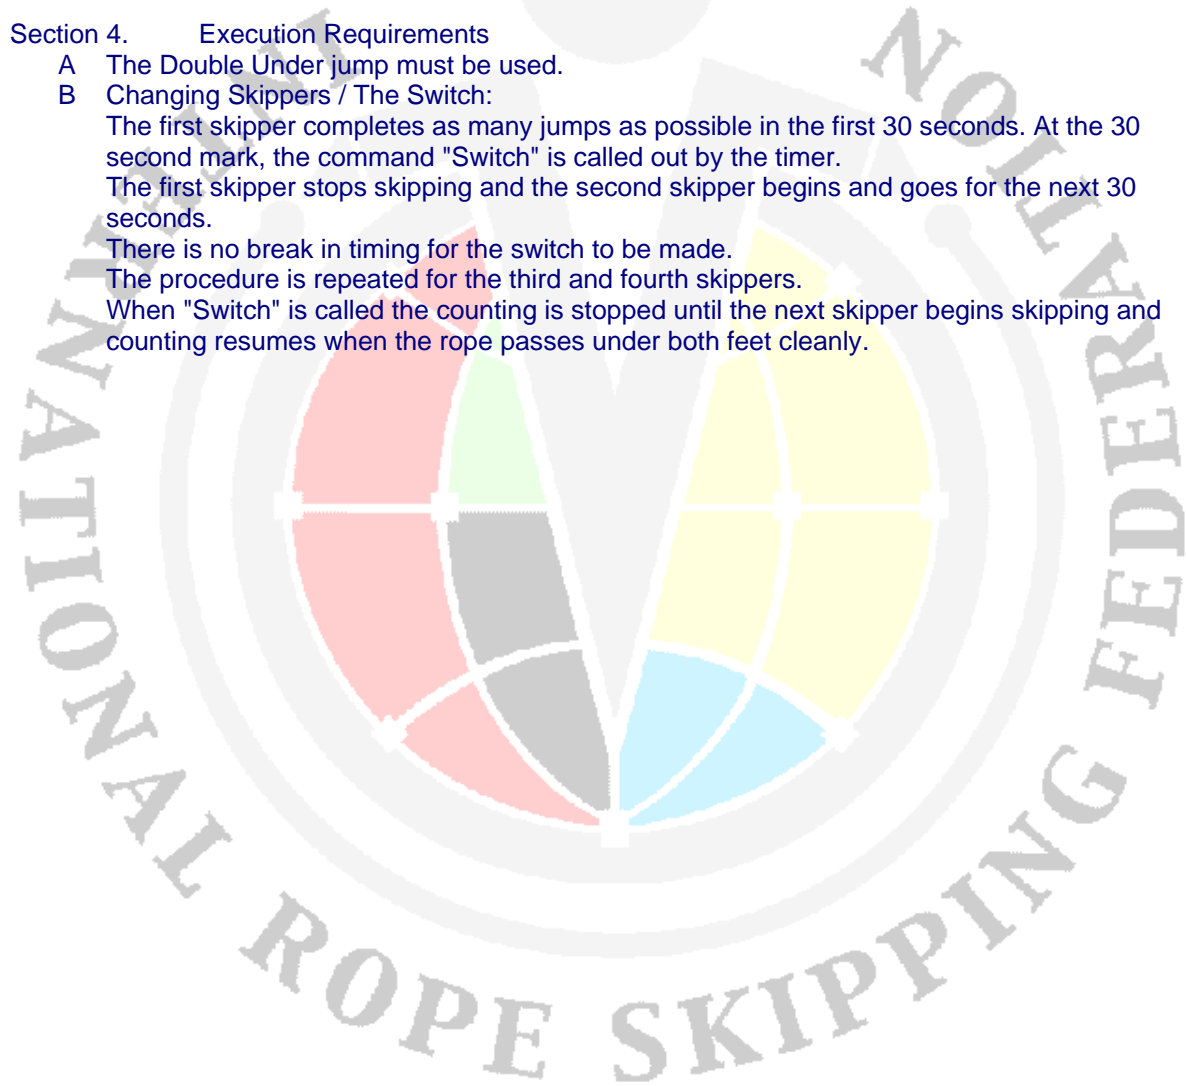 Section 4. Execution Requirements
A The Double Under jump must be used.
B Changing Skippers / The Switch:
The first skipper completes as many jumps as possible in the first 30 seconds. At the 30
second mark, the command "Switch" is called out by the timer.
The first skipper stops skipping and the second skipper begins and goes for the next 30
seconds.
There is no break in timing for the switch to be made.
The procedure is repeated for the third and fourth skippers.
When "Switch" is called the counting is stopped until the next skipper begins skipping and
counting resumes when the rope passes under both feet cleanly.
INTERNATIONAL ROPE SKIPPING FEDERATION